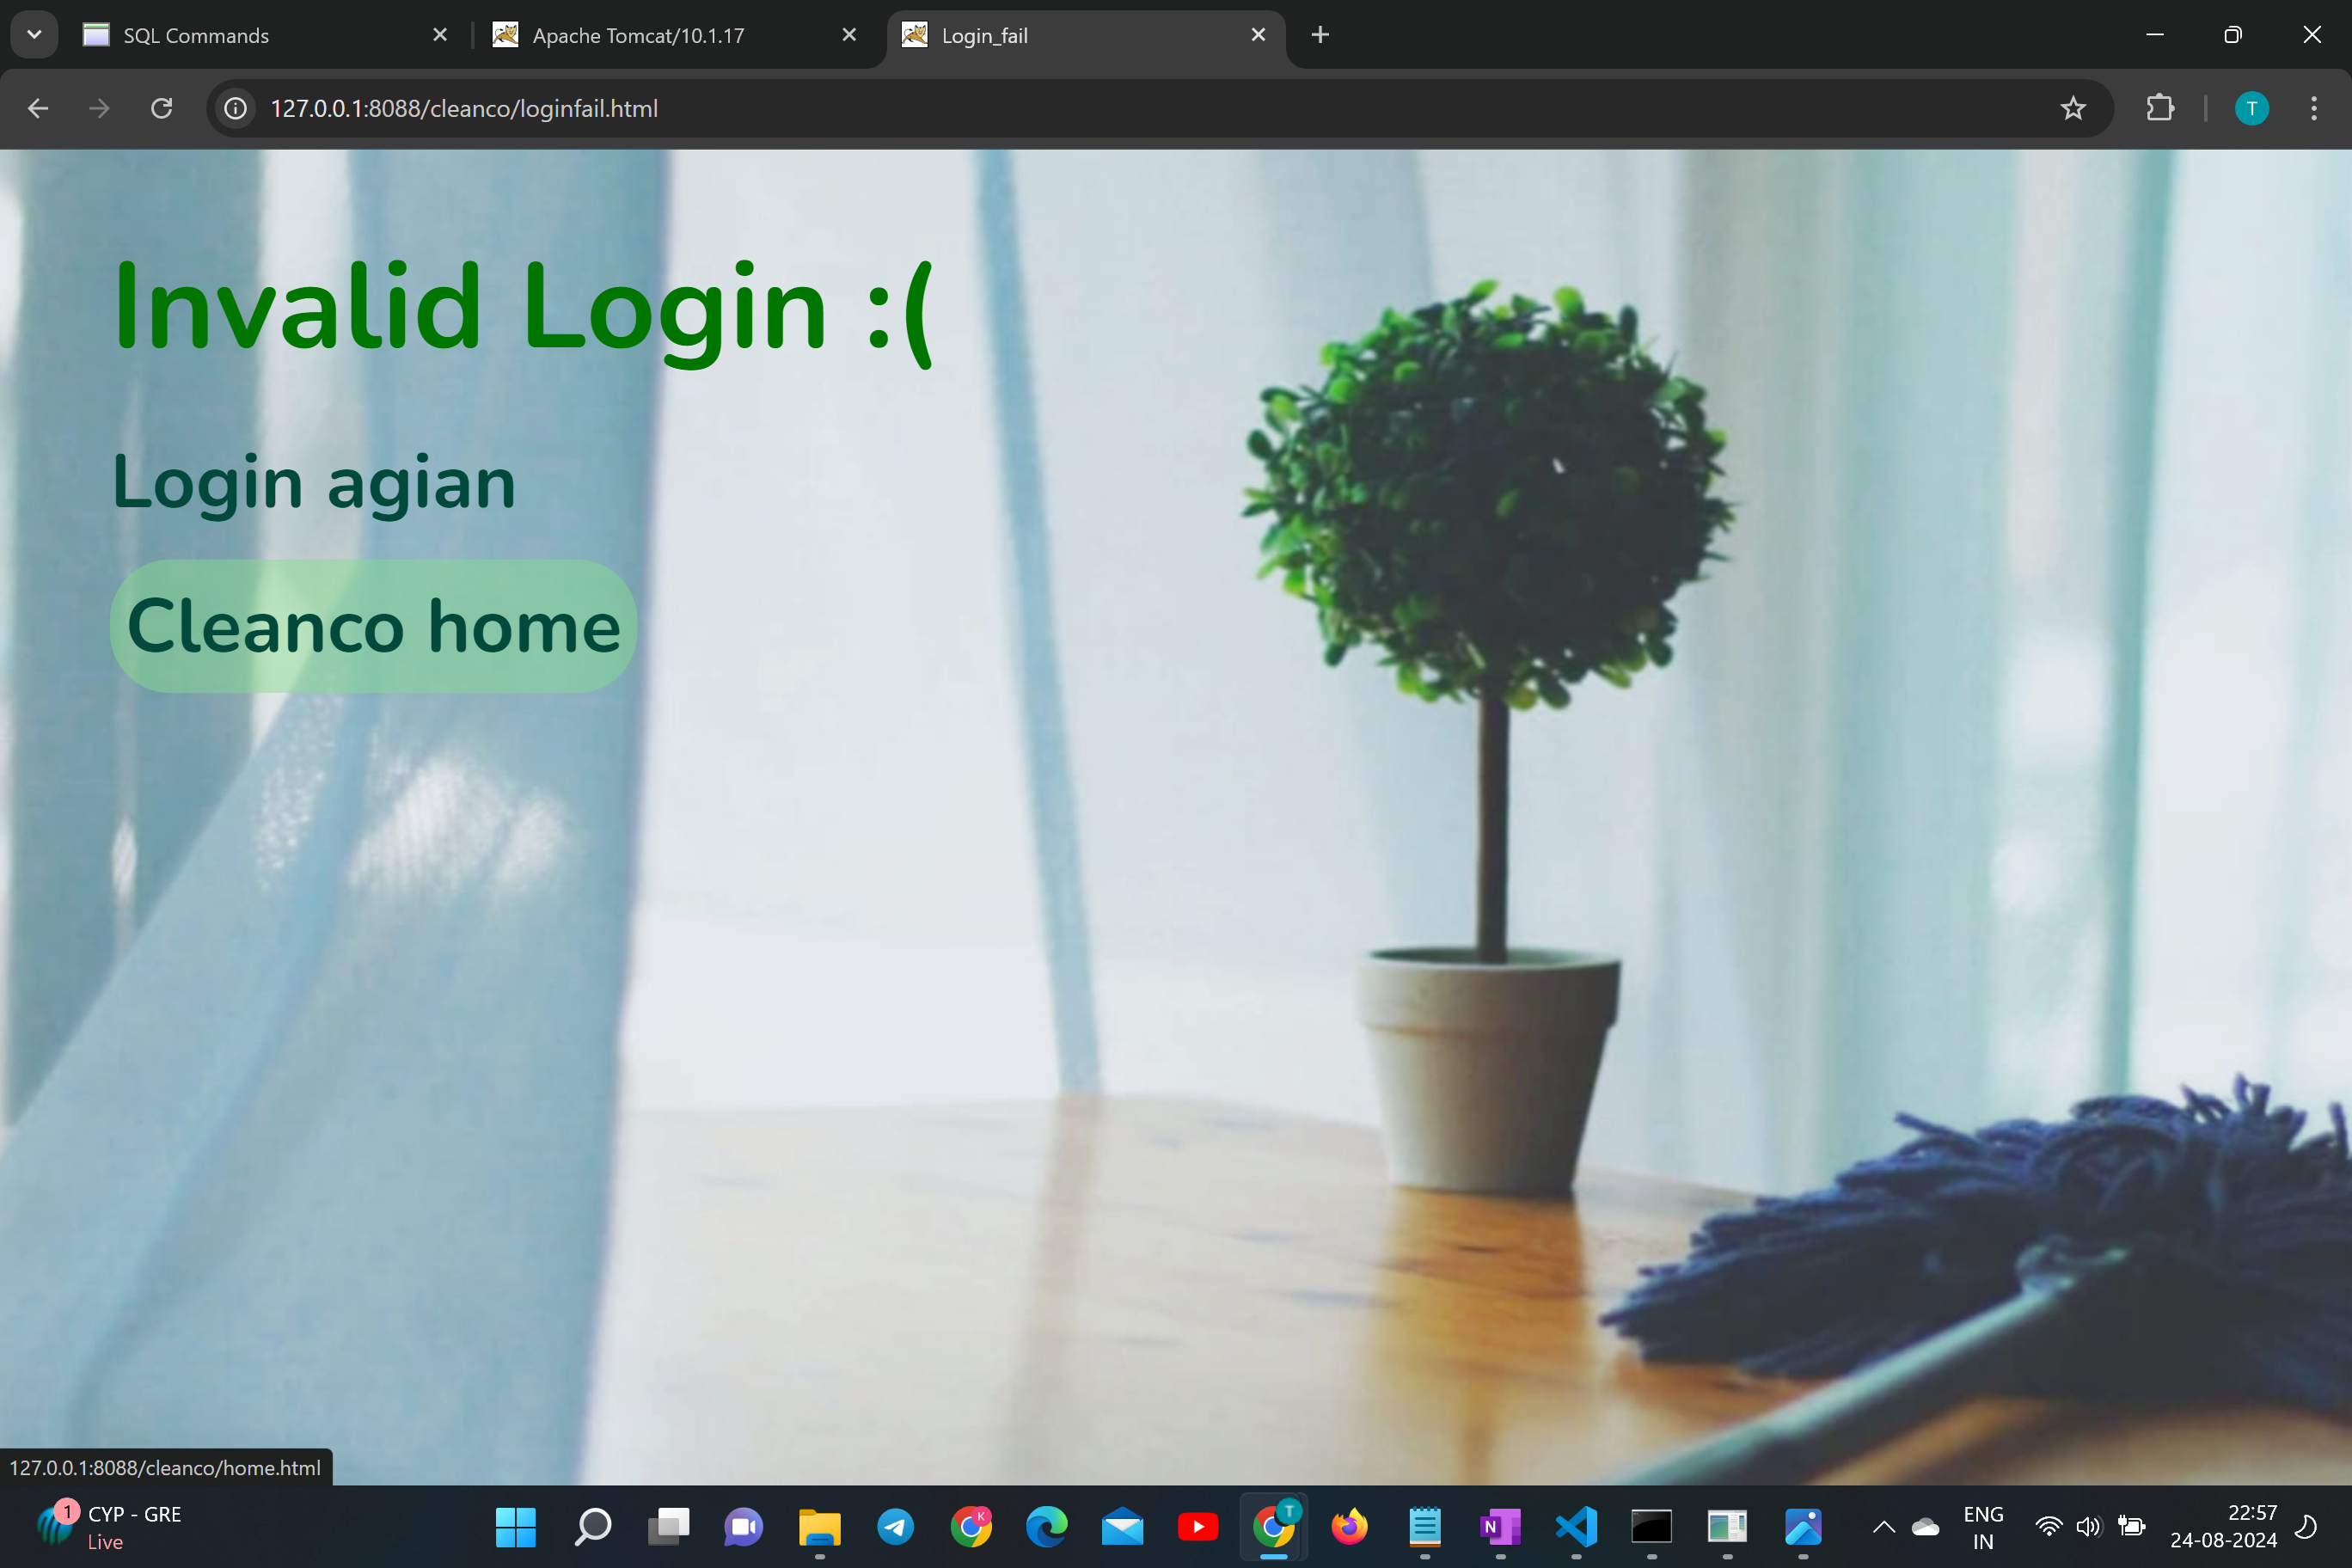 SQL Commands
Apache Tomcat/10.1.17
Login_fail
127.0.0.1:8088/cleanco/loginfail.html
T
Invalid Login :(
Login agian
Cleanco home
127.0.0.1:8088/cleanco/home.html
1
CYP - GRE
Live
K
T
N
ENG
IN
22:57
24-08-2024